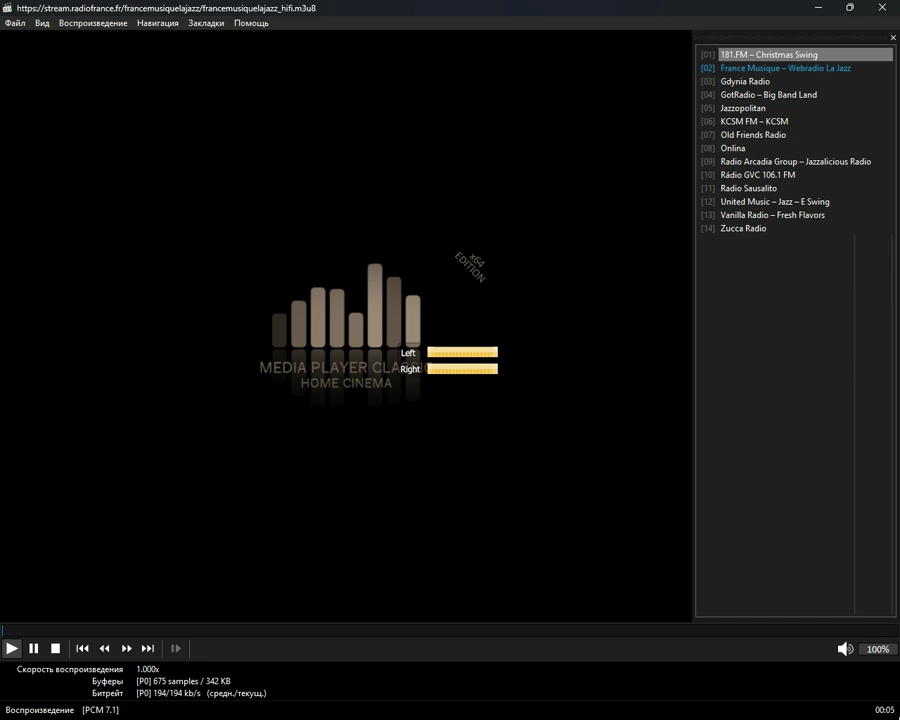 https://stream.radiofrance.fr/francemusiquelajazz/francemusiquelajazz_hifi.m3u8
Файл Вид Воспроизведение Навигация Закладки Помощь
[01] 181.FM – Christmas Swing
[02] France Musique – Webradio La Jazz
[03] Gdynia Radio
[04] GotRadio – Big Band Land
[05] Jazzopolitan
[06] KCSM FM – KCSM
[07] Old Friends Radio
[08] Onlina
[09] Radio Arcadia Group – Jazzalicious Radio
[10] Rádio GVC 106.1 FM
[11] Radio Sausalito
[12] United Music – Jazz – E Swing
[13] Vanilla Radio – Fresh Flavors
[14] Zucca Radio
x64
EDITION
Left
Right
MEDIA PLAYER CLASSIC
HOME CINEMA
100%
Скорость воспроизведения 1.000x
Буферы [P0] 675 samples / 342 KB
Битрейт [P0] 194/194 kb/s (средн./текущ.)
Воспроизведение [PCM 7.1] 00:05